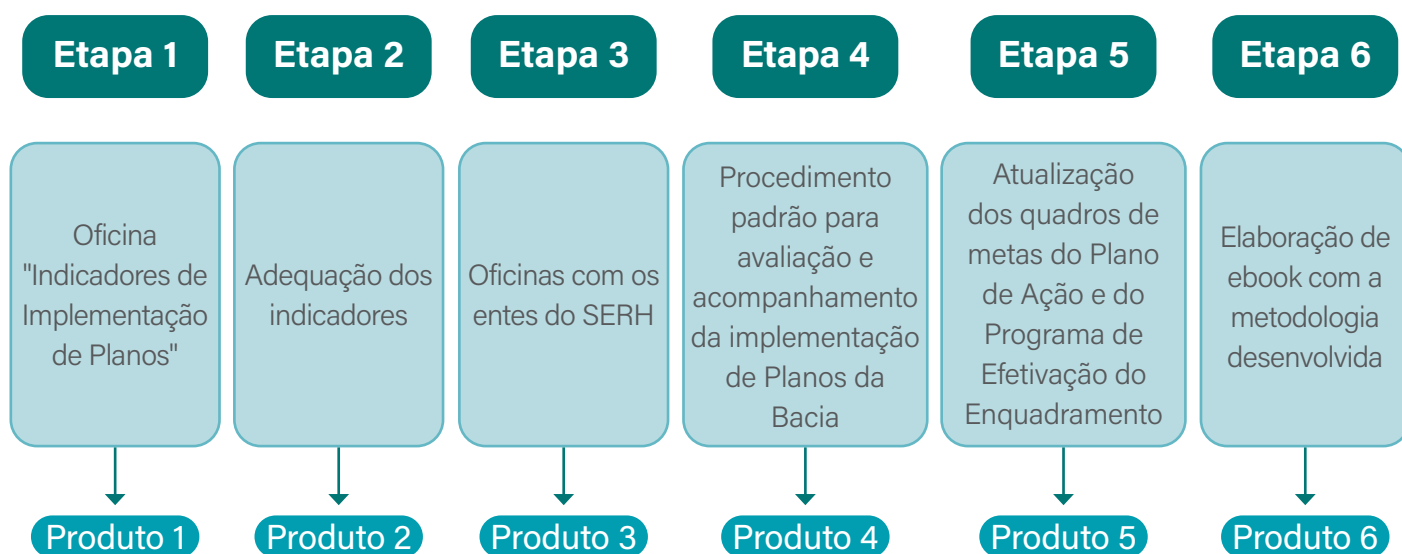 Etapa 1
Etapa 2
Etapa 3
Etapa 4
Etapa 5
Etapa 6
Oficina
"Indicadores de
Implementação
de Planos"
Adequação dos
indicadores
Oficinas com os
entes do SERH
Procedimento
padrão para
avaliação e
acompanhamento
da implementação
de Planos da
Bacia
Atualização
dos quadros de
metas do Plano
de Ação e do
Programa de
Efetivação do
Enquadramento
Elaboração de
ebook com a
metodologia
desenvolvida
Produto 1
Produto 2
Produto 3
Produto 4
Produto 5
Produto 6